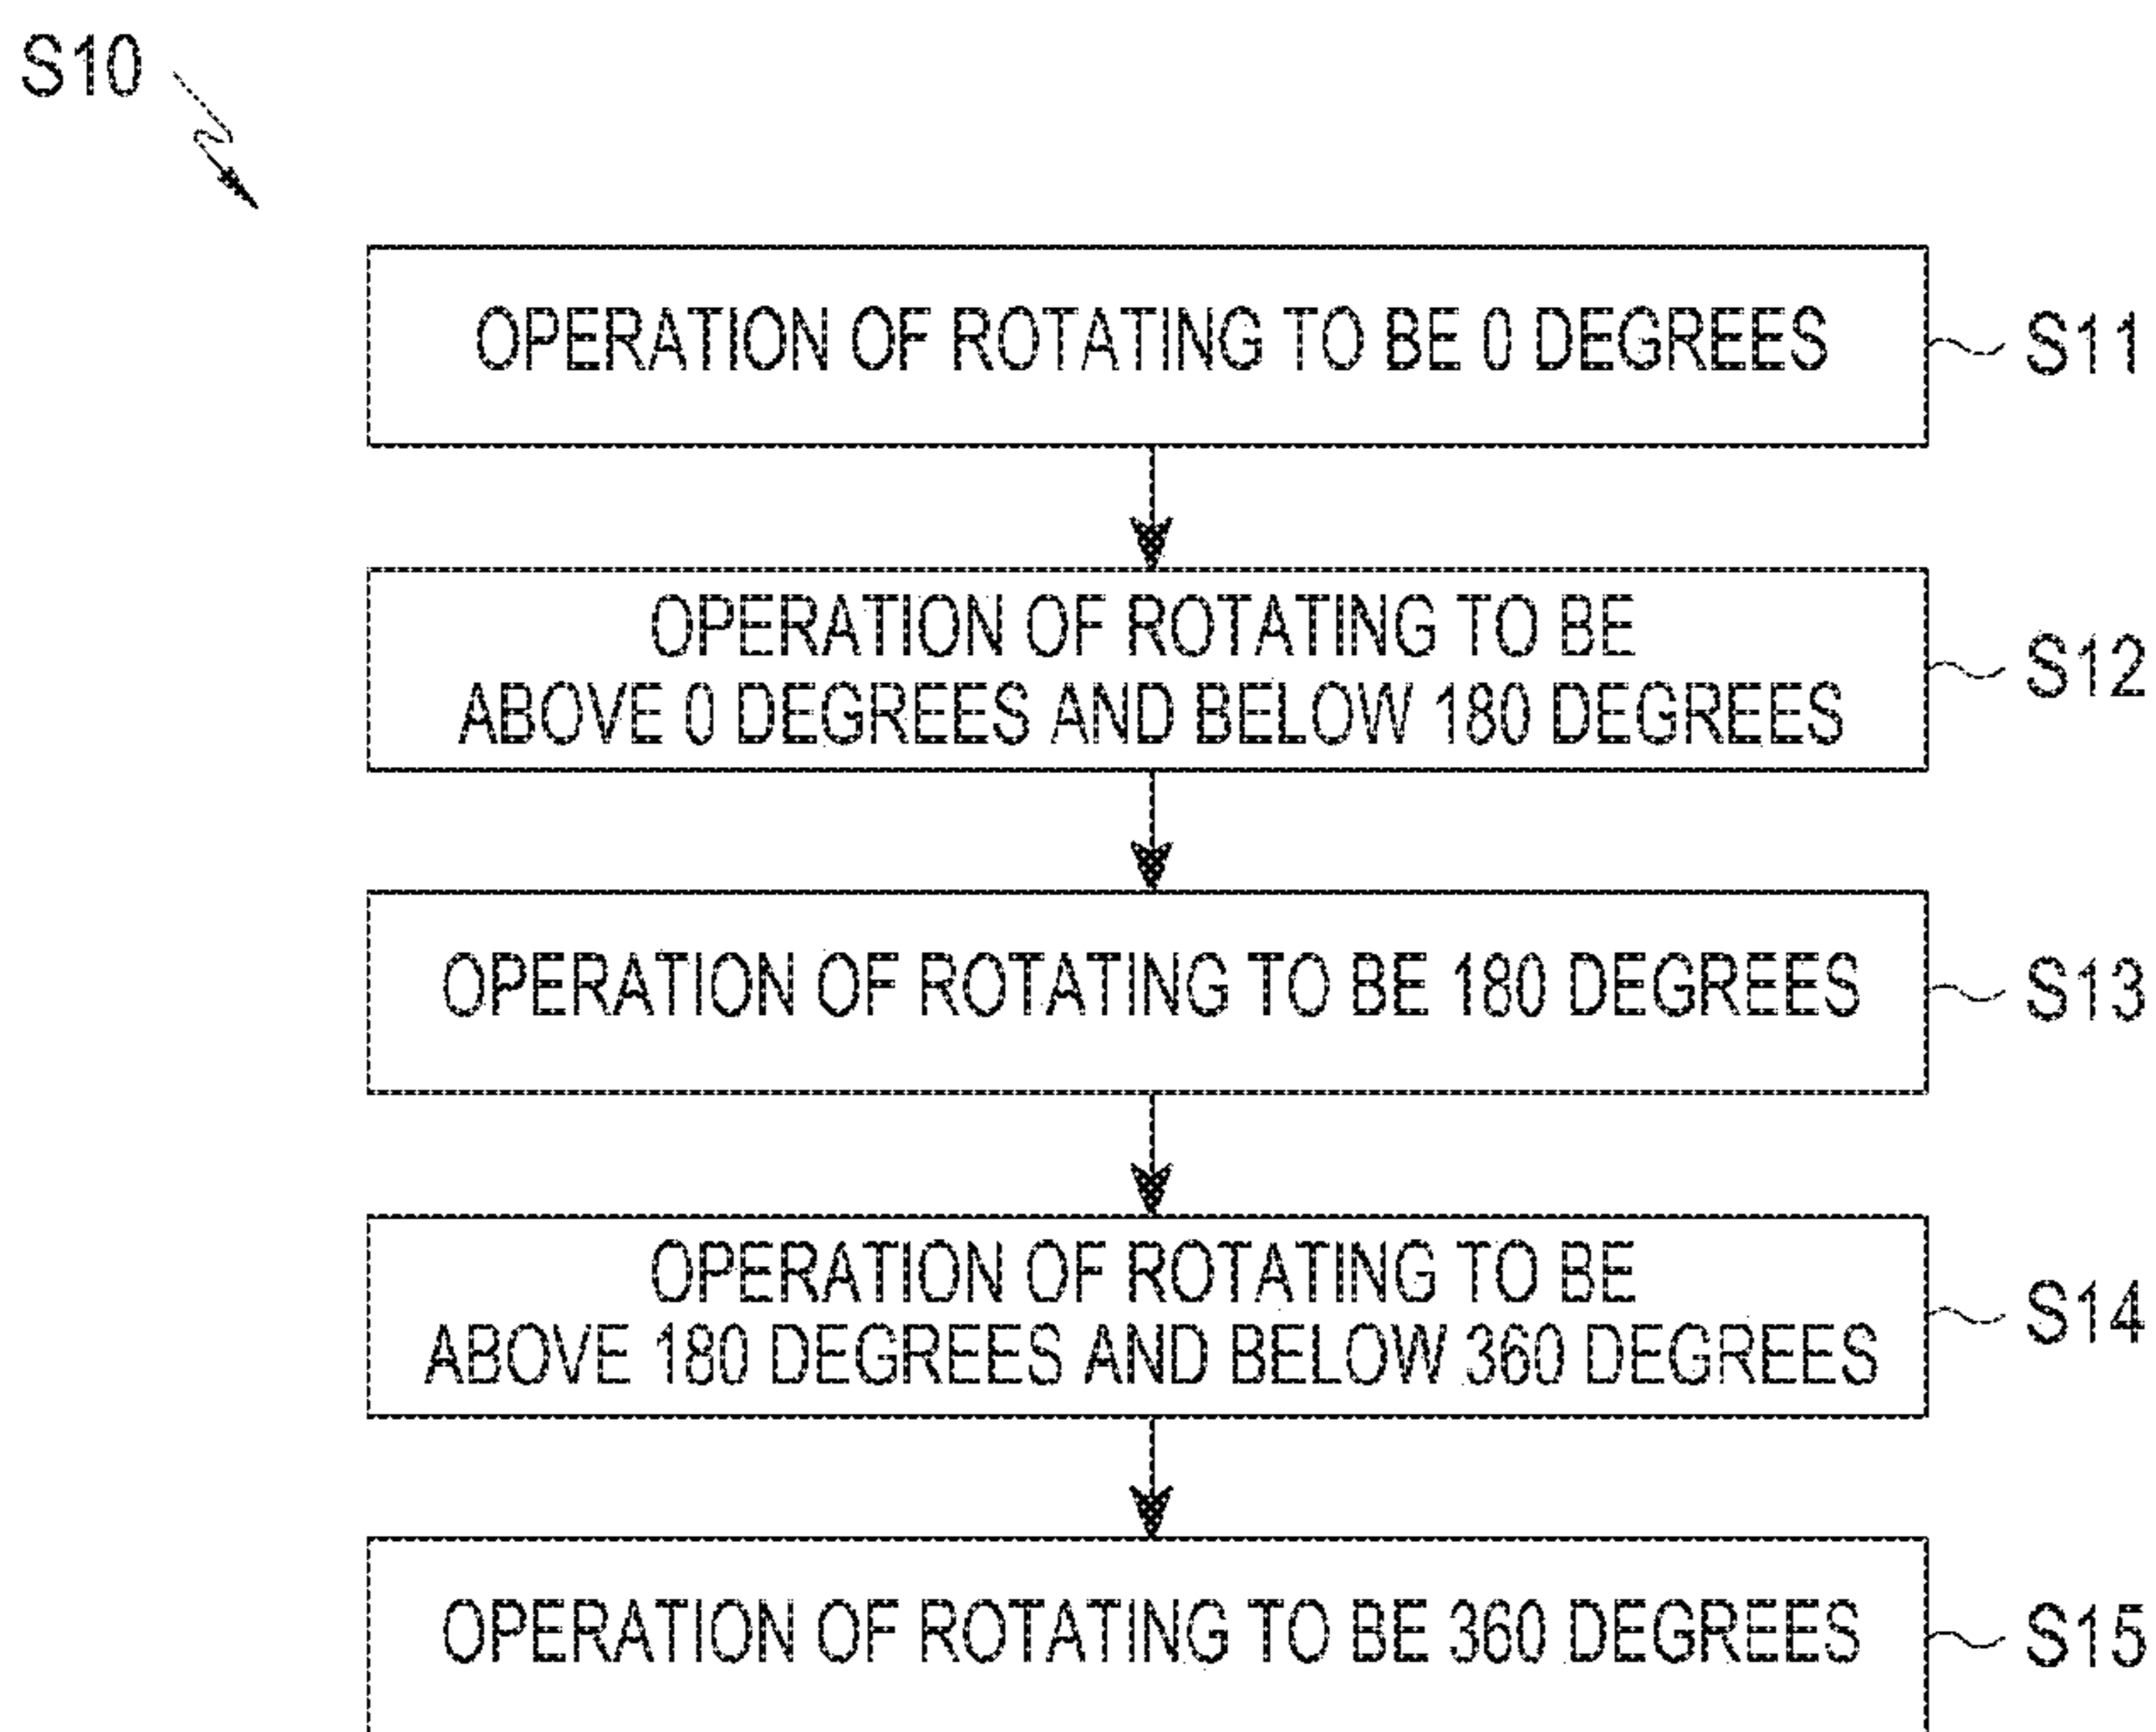 S10
OPERATION OF ROTATING TO BE 0 DEGREES
S11
OPERATION OF ROTATING TO BE
ABOVE 0 DEGREES AND BELOW 180 DEGREES
S12
OPERATION OF ROTATING TO BE 180 DEGREES
S13
OPERATION OF ROTATING TO BE
ABOVE 180 DEGREES AND BELOW 360 DEGREES
S14
OPERATION OF ROTATING TO BE 360 DEGREES
S15